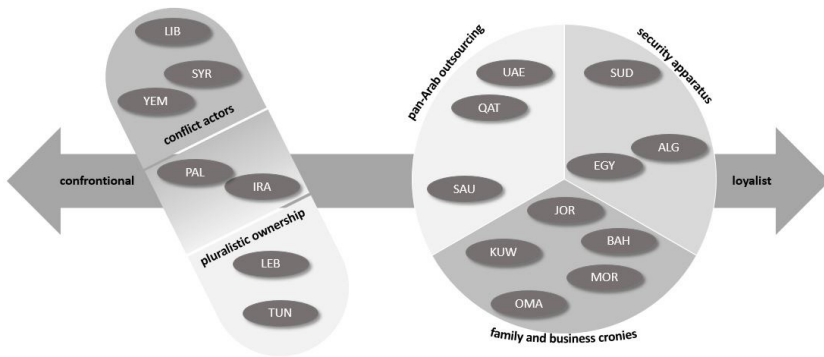 LIB
SYR
YEM
conflict actors
confrontional
PAL
IRA
pluralistic ownership
LEB
TUN
pan-Arab outsourcing
UAE
QAT
SAU
security apparatus
SUD
ALG
EGY
loyalist
JOR
BAH
KUW
MOR
OMA
family and business cronies